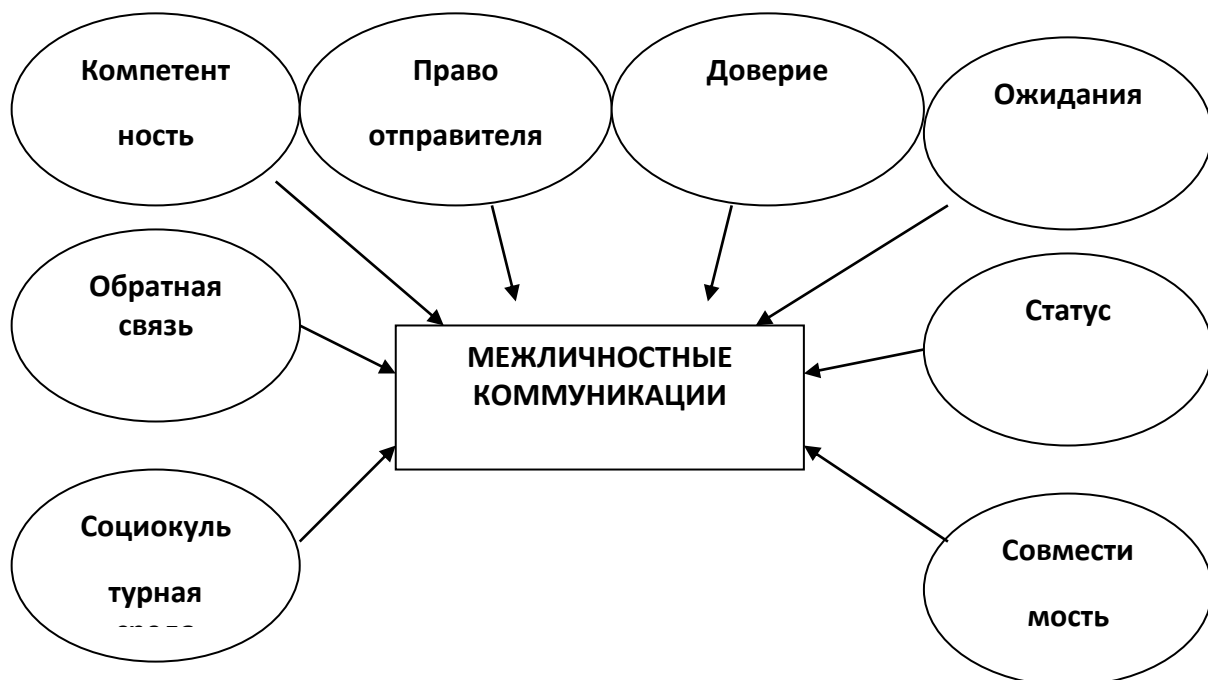 Компетент
ность
Право
отправителя
Доверие
Ожидания
Обратная
связь
МЕЖЛИЧНОСТНЫЕ
КОММУНИКАЦИИ
Статус
Социокуль
турная
Совмести
мость